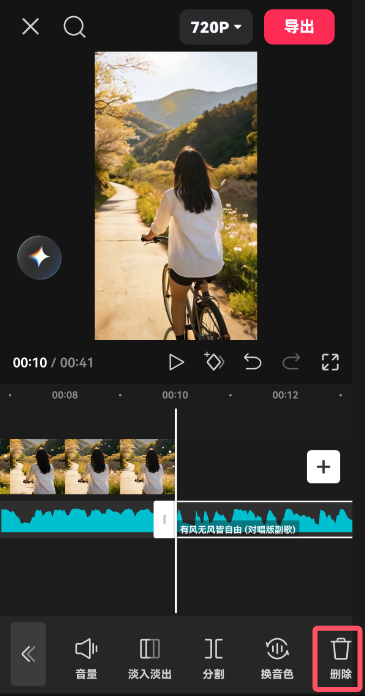 720P
导出
00:10 / 00:41
00:08
00:10
00:12
有风无风皆自由 (对唱版副歌)
音量
淡入淡出
分割
换音色
删除